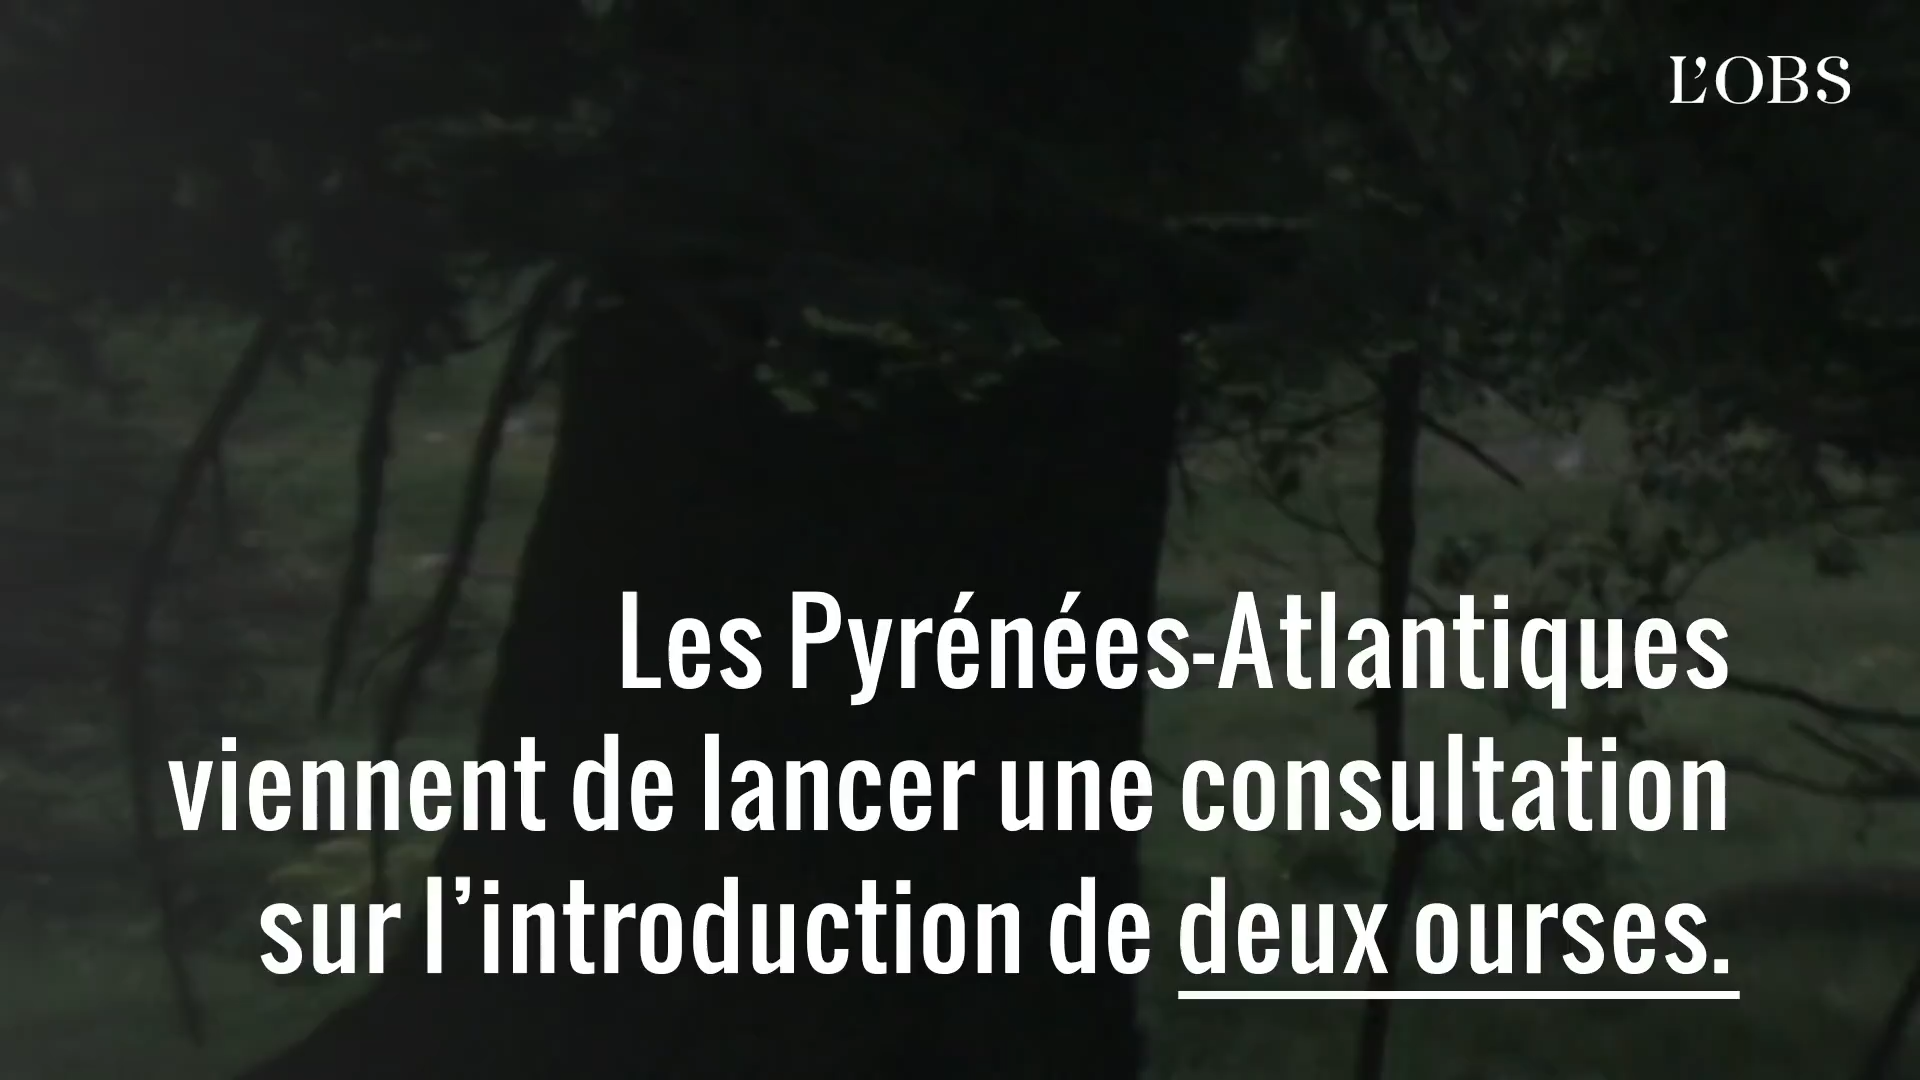 L'OBS
Les Pyrénées-Atlantiques
viennent de lancer une consultation
sur l’introduction de deux ourses.